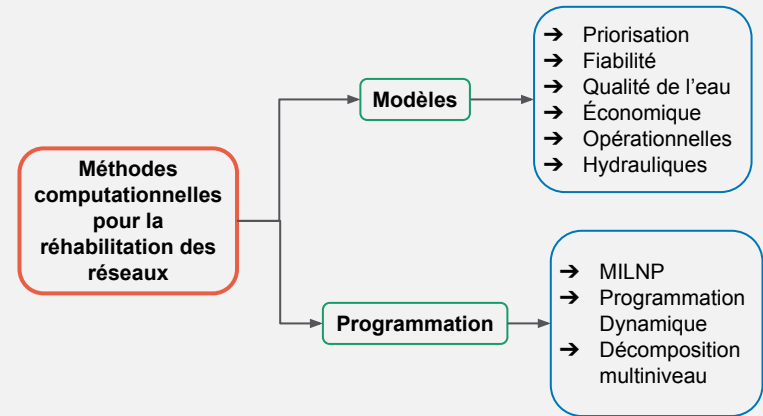 Méthodes
computationnelles
pour la
réhabilitation des
réseaux
Modèles
➔ Priorisation
➔ Fiabilité
➔ Qualité de l’eau
➔ Économique
➔ Opérationnelles
➔ Hydrauliques
Programmation
➔ MILNP
➔ Programmation
Dynamique
➔ Décomposition
multiniveau